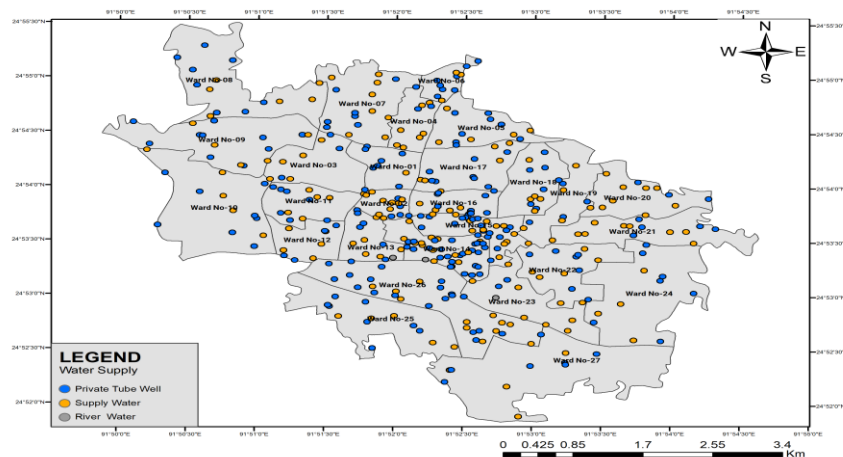 91°50'0"E 91°50'30"E 91°51'0"E 91°51'30"E 91°52'0"E 91°52'30"E 91°53'0"E 91°53'30"E 91°54'0"E 91°54'30"E
24°55'30"N
24°55'30"N
N
W E
S
24°55'0"N
24°55'0"N
Ward No-08
Ward No-06
Ward No-07
Ward No-04
Ward No-05
24°54'30"N
24°54'30"N
Ward No-09
Ward No-03
Ward No-01
Ward No-17
Ward No-18
24°54'0"N
24°54'0"N
Ward No-19
Ward No-20
Ward No-11
Ward No-16
Ward No-10
Ward No-21
24°53'30"N
24°53'30"N
Ward No-12
Ward No-13
Ward No-14
Ward No-22
24°53'0"N
24°53'0"N
Ward No-26
Ward No-24
Ward No-23
Ward No-25
24°52'30"N
24°52'30"N
Ward No-27
LEGEND
Water Supply
Private Tube Well
Supply Water
River Water
24°52'0"N
24°52'0"N
91°50'0"E 91°50'30"E 91°51'0"E 91°51'30"E 91°52'0"E 91°52'30"E 91°53'0"E 91°53'30"E 91°54'0"E 91°54'30"E 91°55'0"E
0 0.425 0.85 1.7 2.55 3.4
Km